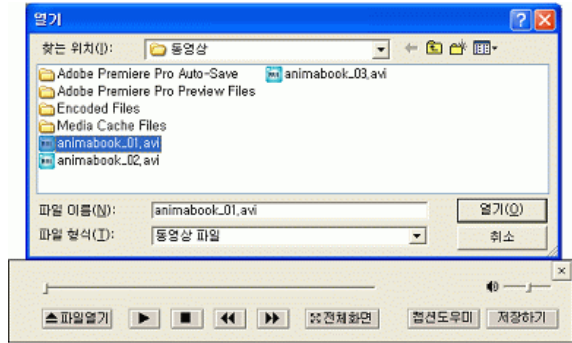 열기
찾는 위치(I): 동영상
Adobe Premiere Pro Auto-Save
Adobe Premiere Pro Preview Files
Encoded Files
Media Cache Files
animabook_01.avi
animabook_02.avi
animabook_03.avi
파일 이름(N): animabook_01.avi 열기(O)
파일 형식(T): 동영상 파일 취소
파일열기 전체화면 캡션도우미 저장하기